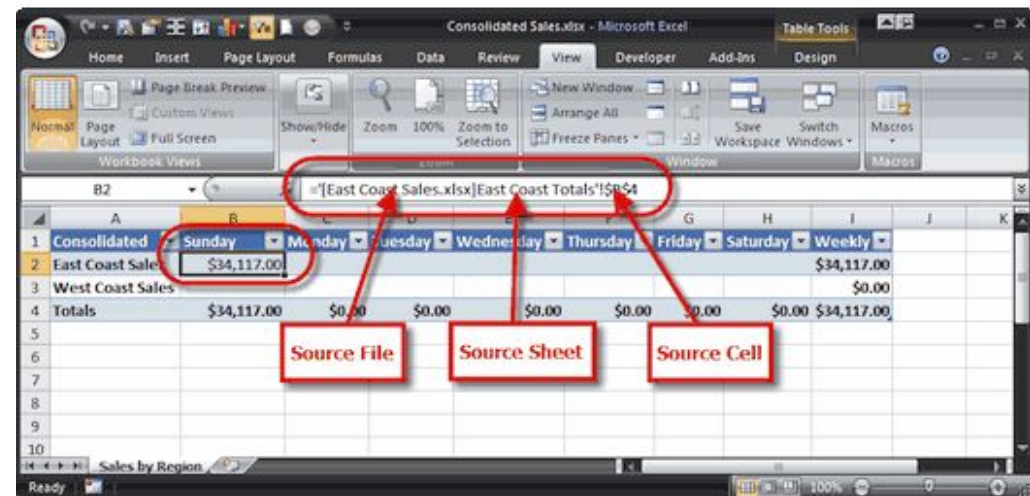 Consolidated Sales.xlsx - Microsoft Excel
Table Tools
Home Insert Page Layout Formulas Data Review View Developer Add-Ins Design
Normal
Page Layout
Page Break Preview
Custom Views
Full Screen
Workbook Views
Show/Hide
Zoom
100%
Zoom to Selection
Zoom
New Window
Arrange All
Freeze Panes
Save Workspace
Switch Windows
Window
Macros
Macros
B2
='[East Coast Sales.xlsx]East Coast Totals'!$B$4
A B C D E F G H I J K
1 Consolidated Sunday Monday Tuesday Wednesday Thursday Friday Saturday Weekly
2 East Coast Sales $34,117.00 $34,117.00
3 West Coast Sales $0.00
4 Totals $34,117.00 $0.00 $0.00 $0.00 $0.00 $0.00 $0.00 $34,117.00
5
6
7
8
9
10
Source File
Source Sheet
Source Cell
Sales by Region
Ready
100%